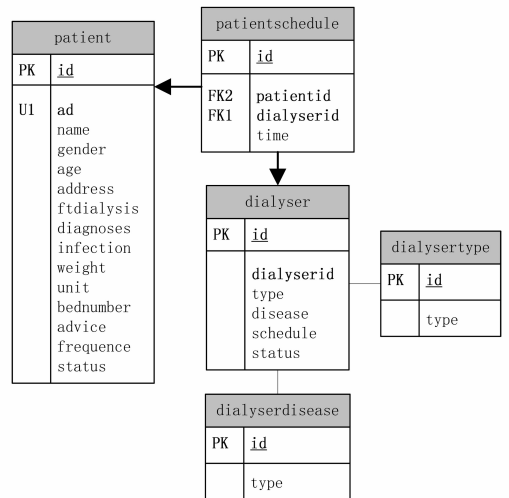 patient
PK id
U1 ad
name
gender
age
address
ftdialysis
diagnoses
infection
weight
unit
bednumber
advice
frequence
status
patientschedule
PK id
FK2 patientid
FK1 dialyserid
time
dialyser
PK id
dialyserid
type
disease
schedule
status
dialysertype
PK id
type
dialyserdisease
PK id
type